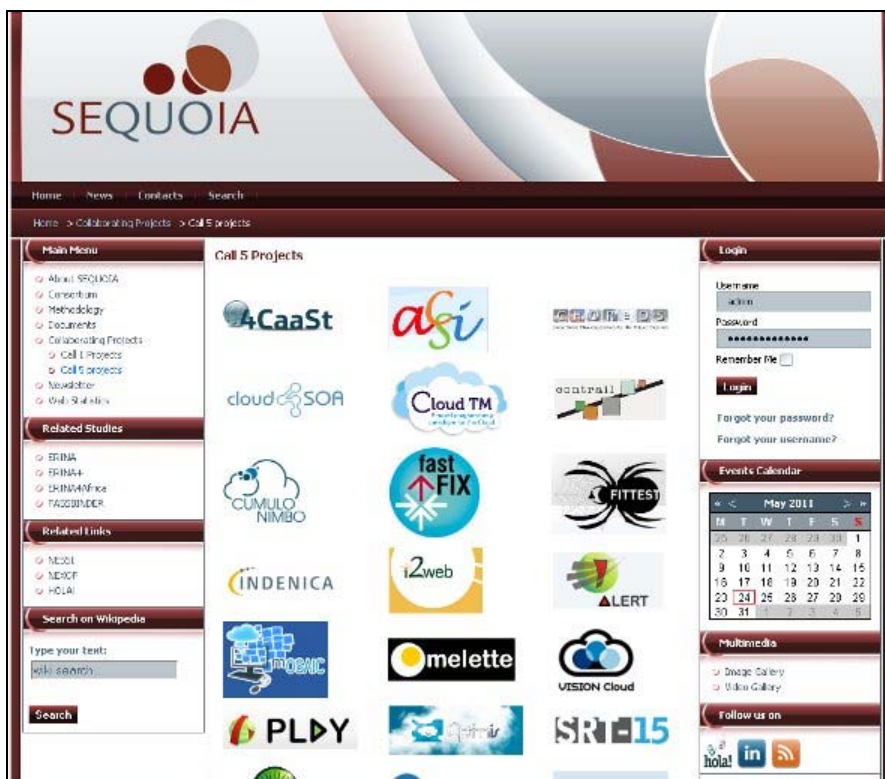 SEQUOIA
Home News Contacts Search
Home > Collaborating Projects > Call 5 projects
Main Menu
About SEQUOIA
Consortium
Methodology
Documents
Collaborating Projects
Call 1 Projects
Call 5 projects
Newsletter
Web Statistics
Related Studies
ERINA
ERINA+
ERINA4Africa
PASSBINDER
Related Links
NESSI
NEXOF
HOLA!
Search on Wikipedia
Type your text:
wiki search...
Search
Call 5 Projects
4CaaSt
asi
cloud SOA
Cloud TM
contrail
CUMULO
NIMBO
fast
FIX
FITTEST
INDENICA
i2web
ALERT
mOSAIC
melette
VISION Cloud
PLAY
Optimis
SRT-15
Login
Username
admin
Password
Remember Me
Login
Forgot your password?
Forgot your username?
Events Calendar
« < May 2011 > »
M T W T F S S
25 26 27 28 29 30 1
2 3 4 5 6 7 8
9 10 11 12 13 14 15
16 17 18 19 20 21 22
23 24 25 26 27 28 29
30 31 1 2 3 4 5
Multimedia
Image Gallery
Video Gallery
Follow us on
hola!
in